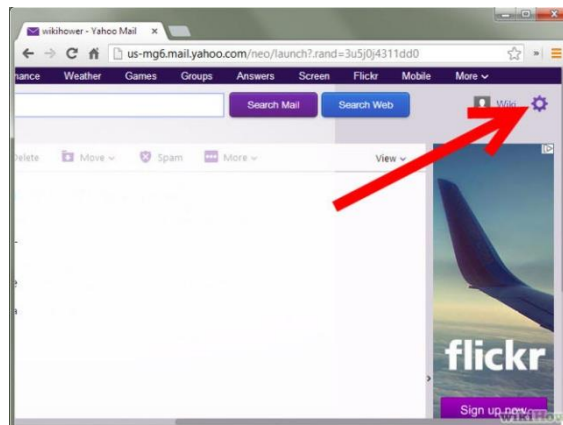 wikihower - Yahoo Mail
us-mg6.mail.yahoo.com/neo/launch?.rand=3u5j0j4311dd0
nance Weather Games Groups Answers Screen Flickr Mobile More
Search Mail Search Web Wiki
Delete Move Spam More View
flickr
Sign up now
wikiHow